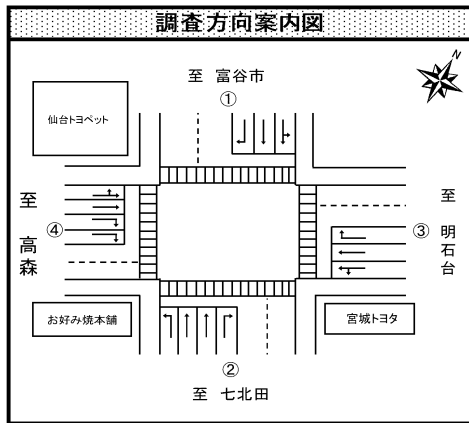 調査方向案内図
N
至 富谷市
①
仙台トヨペット
至
高森
④
至
明石台
③
お好み焼本舗
宮城トヨタ
②
至 七北田